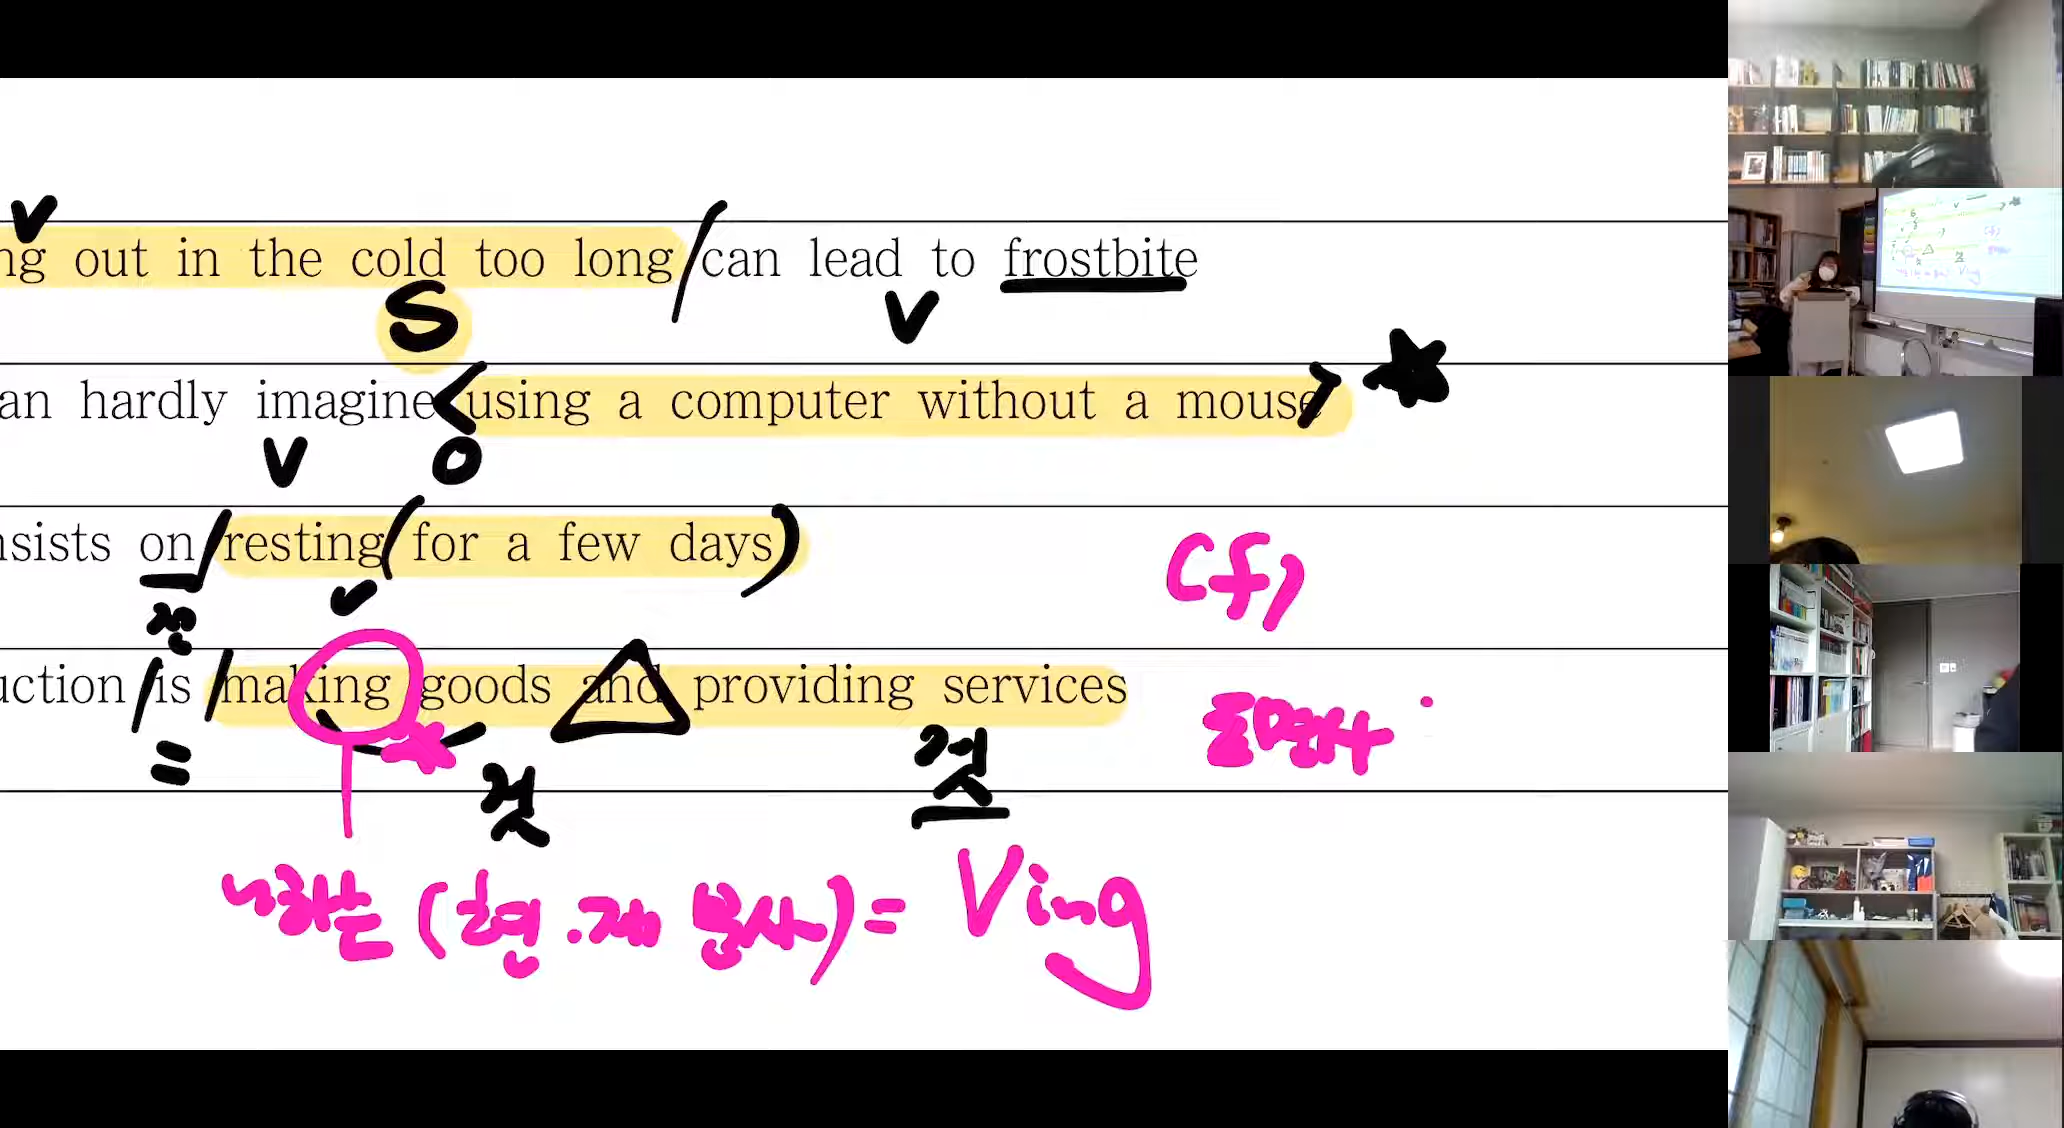 V
ng out in the cold too long / can lead to frostbite
S V
an hardly imagine <using a computer without a mouse> ★
V O
nsists on / resting (for a few days)
cf)
전
uction / is / making goods and providing services
동명사
= 것 것
~하는 (현재 분사) = Ving